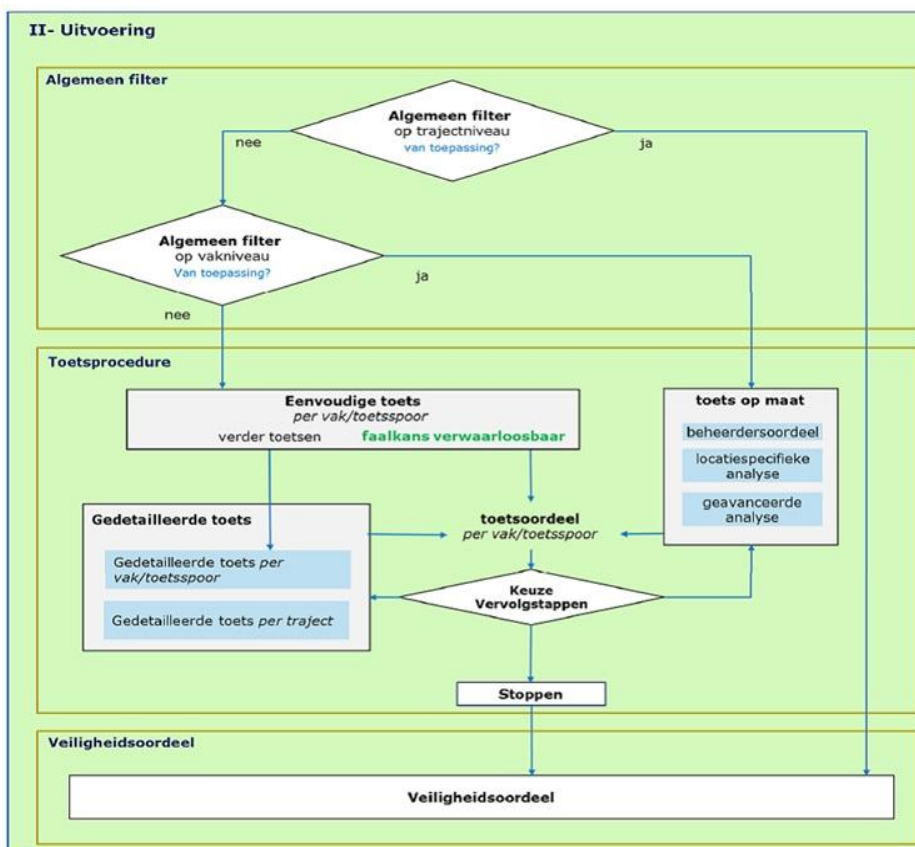 II- Uitvoering
Algemeen filter
Algemeen filter
op trajectniveau
van toepassing?
nee
ja
Algemeen filter
op vakniveau
Van toepassing?
ja
nee
Toetsprocedure
Eenvoudige toets
per vak/toetsspoor
verder toetsen
faalkans verwaarloosbaar
toets op maat
beheerdersoordeel
locatiespecifieke
analyse
geavanceerde
analyse
Gedetailleerde toets
Gedetailleerde toets per
vak/toetsspoor
Gedetailleerde toets per traject
toetsoordeel
per vak/toetsspoor
Keuze
Vervolgstappen
Stoppen
Veiligheidsoordeel
Veiligheidsoordeel